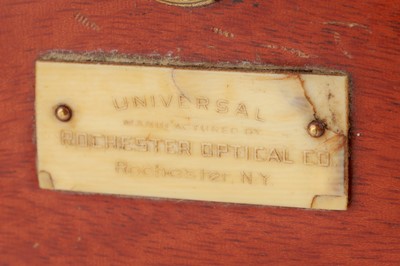 UNIVERSAL
MANUFACTURED BY
ROCHESTER OPTICAL CO
Rochester, N.Y.